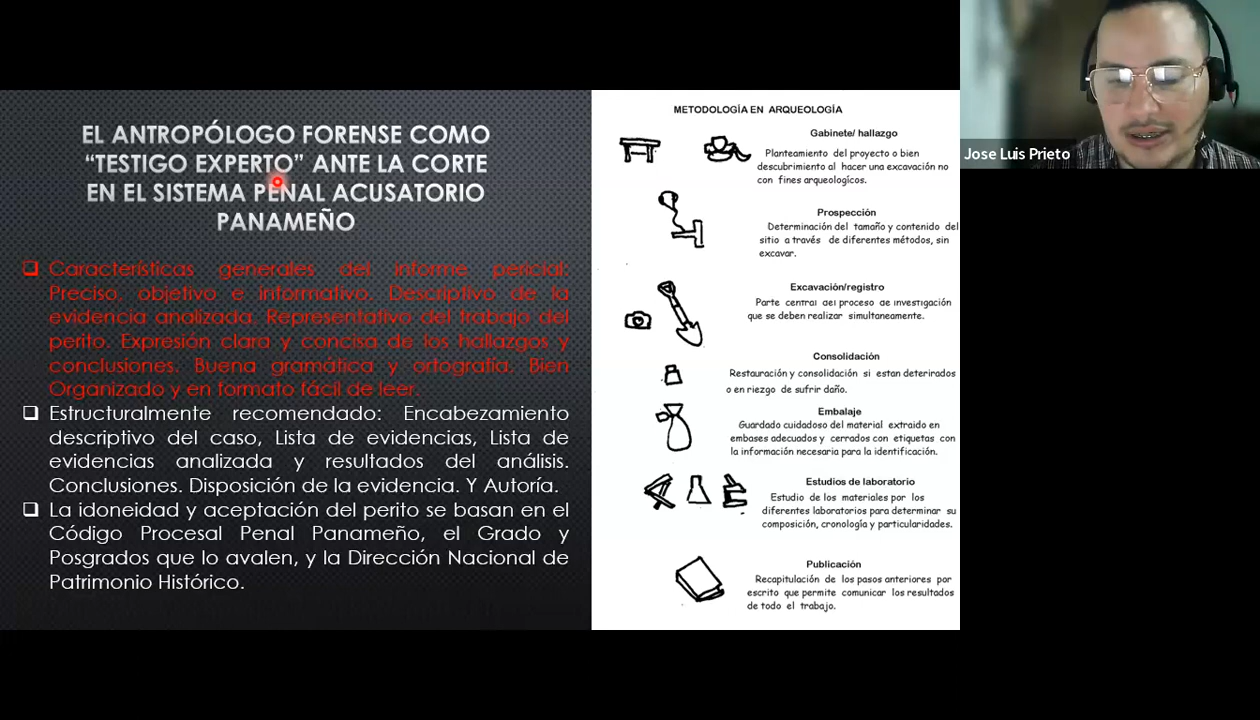 EL ANTROPÓLOGO FORENSE COMO
“TESTIGO EXPERTO” ANTE LA CORTE
EN EL SISTEMA PENAL ACUSATORIO
PANAMEÑO
Características generales del informe pericial:
Preciso, objetivo e informativo. Descriptivo de la
evidencia analizada. Representativo del trabajo del
perito. Expresión clara y concisa de los hallazgos y
conclusiones. Buena gramática y ortografía. Bien
Organizado y en formato fácil de leer.
Estructuralmente recomendado: Encabezamiento
descriptivo del caso, Lista de evidencias, Lista de
evidencias analizada y resultados del análisis.
Conclusiones. Disposición de la evidencia. Y Autoría.
La idoneidad y aceptación del perito se basan en el
Código Procesal Penal Panameño, el Grado y
Posgrados que lo avalen, y la Dirección Nacional de
Patrimonio Histórico.
METODOLOGÍA EN ARQUEOLOGÍA
Gabinete/ hallazgo
Planteamiento del proyecto o bien
descubrimiento al hacer una excavación no
con fines arqueologícos.
Prospección
Determinación del tamaño y contenido del
sitio a través de diferentes métodos, sin
excavar.
Excavación/registro
Parte central del proceso de investigación
que se deben realizar simultaneamente.
Consolidación
Restauración y consolidación si estan deterirados
o en riezgo de sufrir daño.
Embalaje
Guardado cuidadoso del material extraido en
embases adecuados y cerrados con etiquetas con
la información necesaria para la identificación.
Estudios de laboratorio
Estudio de los materiales por los
diferentes laboratorios para determinar su
composición, cronología y particularidades.
Publicación
Recapitulación de los pasos anteriores por
escrito que permite comunicar los resultados
de todo el trabajo.
Jose Luis Prieto